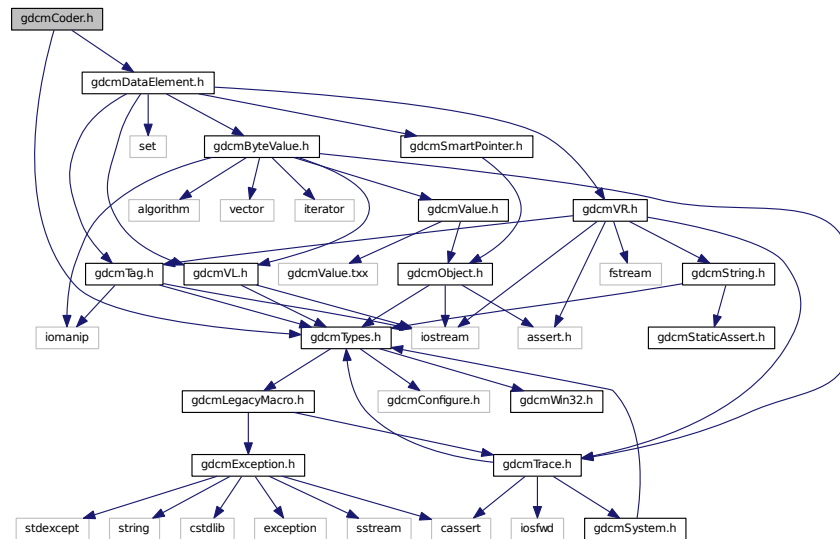 gdcmCoder.h
gdcmDataElement.h
set
gdcmByteValue.h
gdcmSmartPointer.h
algorithm
vector
iterator
gdcmValue.h
gdcmVR.h
gdcmTag.h
gdcmVL.h
gdcmValue.txx
gdcmObject.h
fstream
gdcmString.h
iomanip
gdcmTypes.h
iostream
assert.h
gdcmStaticAssert.h
gdcmLegacyMacro.h
gdcmConfigure.h
gdcmWin32.h
gdcmException.h
gdcmTrace.h
stdexcept
string
cstdlib
exception
sstream
cassert
iosfwd
gdcmSystem.h